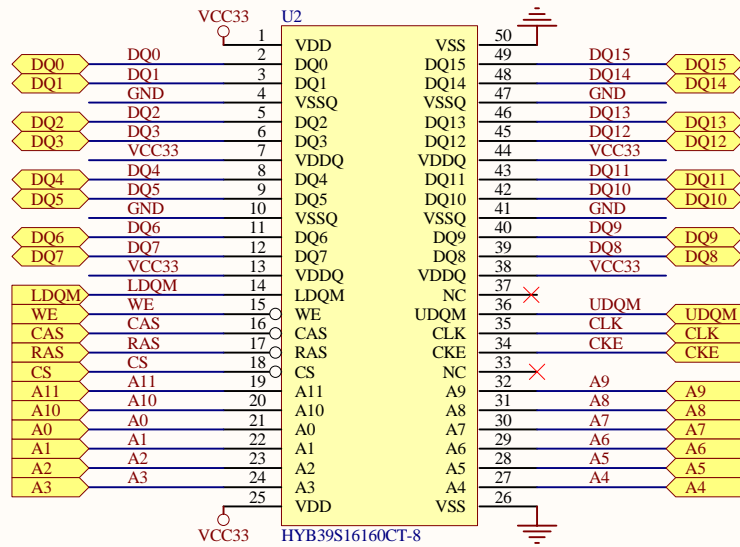 VCC33 U2
1 VDD VSS 50
DQ0 DQ0 2 DQ0 DQ15 49 DQ15 DQ15
DQ1 DQ1 3 DQ1 DQ14 48 DQ14 DQ14
GND 4 VSSQ VSSQ 47 GND
DQ2 DQ2 5 DQ2 DQ13 46 DQ13 DQ13
DQ3 DQ3 6 DQ3 DQ12 45 DQ12 DQ12
VCC33 7 VDDQ VDDQ 44 VCC33
DQ4 DQ4 8 DQ4 DQ11 43 DQ11 DQ11
DQ5 DQ5 9 DQ5 DQ10 42 DQ10 DQ10
GND 10 VSSQ VSSQ 41 GND
DQ6 DQ6 11 DQ6 DQ9 40 DQ9 DQ9
DQ7 DQ7 12 DQ7 DQ8 39 DQ8 DQ8
VCC33 13 VDDQ VDDQ 38 VCC33
LDQM LDQM 14 LDQM NC 37
WE WE 15 WE UDQM 36 UDQM UDQM
CAS CAS 16 CAS CLK 35 CLK CLK
RAS RAS 17 RAS CKE 34 CKE CKE
CS CS 18 CS NC 33
A11 A11 19 A11 A9 32 A9 A9
A10 A10 20 A10 A8 31 A8 A8
A0 A0 21 A0 A7 30 A7 A7
A1 A1 22 A1 A6 29 A6 A6
A2 A2 23 A2 A5 28 A5 A5
A3 A3 24 A3 A4 27 A4 A4
25 VDD VSS 26
VCC33 HYB39S16160CT-8